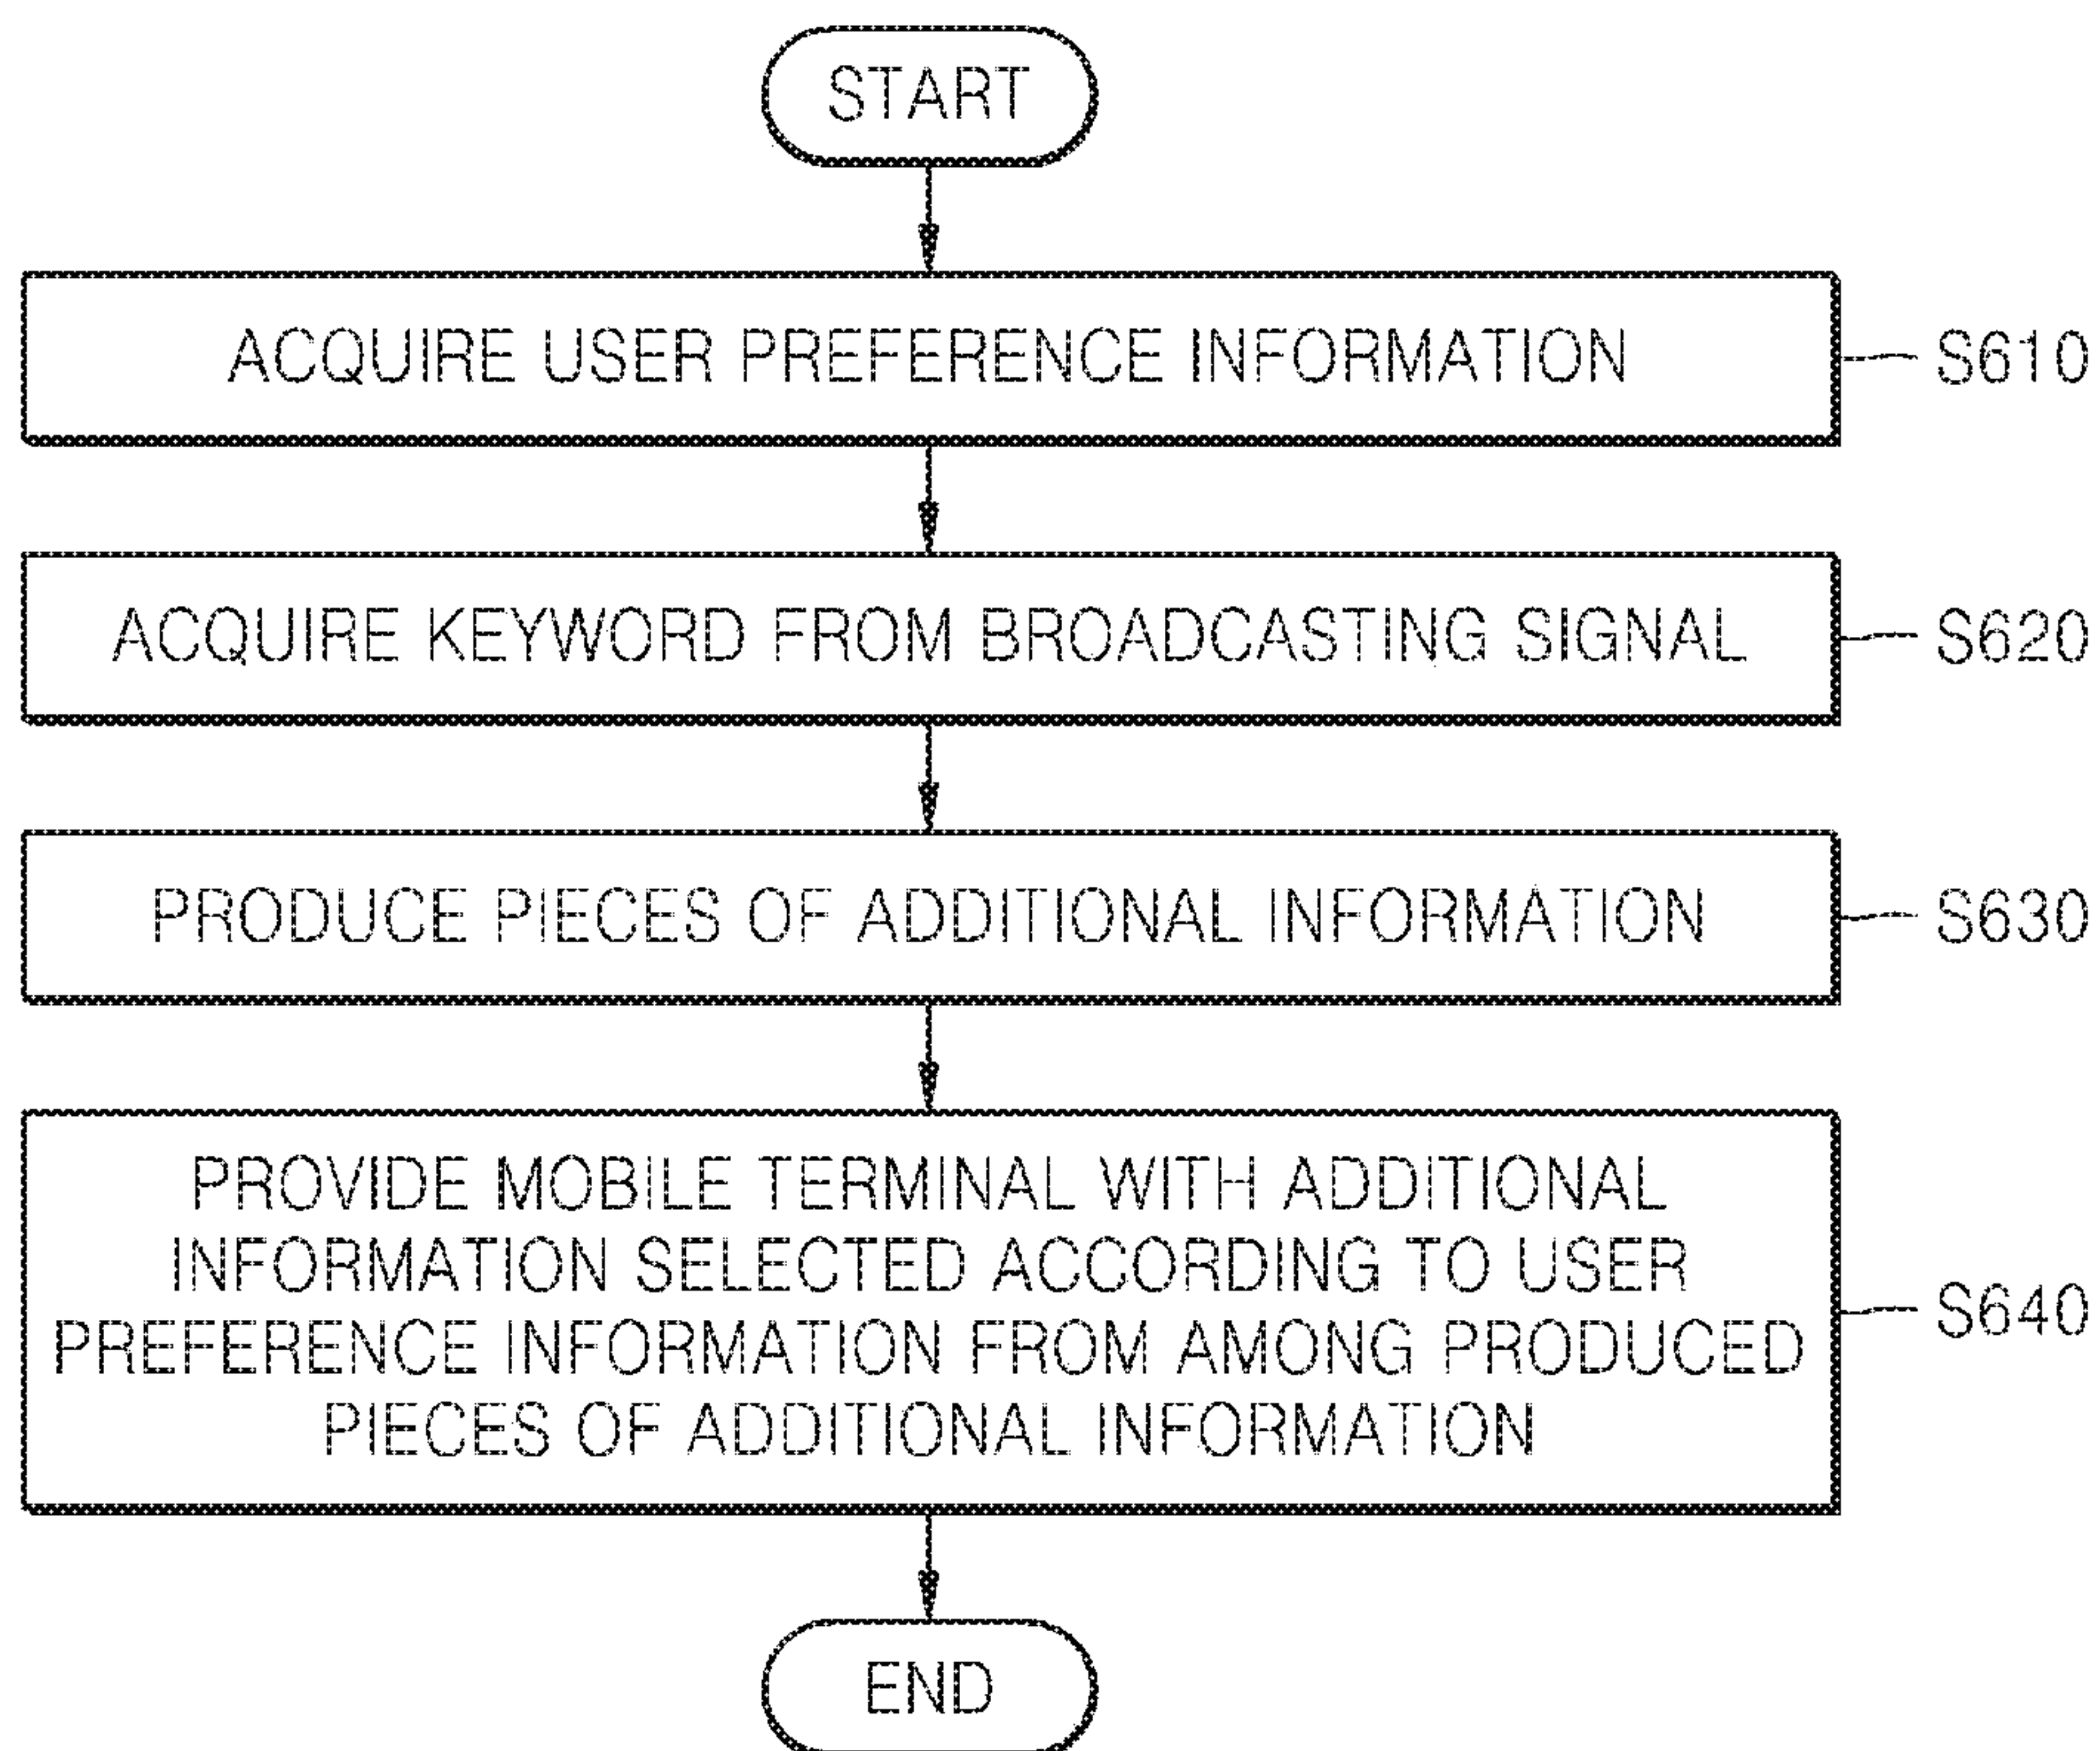 START
ACQUIRE USER PREFERENCE INFORMATION
S610
ACQUIRE KEYWORD FROM BROADCASTING SIGNAL
S620
PRODUCE PIECES OF ADDITIONAL INFORMATION
S630
PROVIDE MOBILE TERMINAL WITH ADDITIONAL
INFORMATION SELECTED ACCORDING TO USER
PREFERENCE INFORMATION FROM AMONG PRODUCED
PIECES OF ADDITIONAL INFORMATION
S640
END